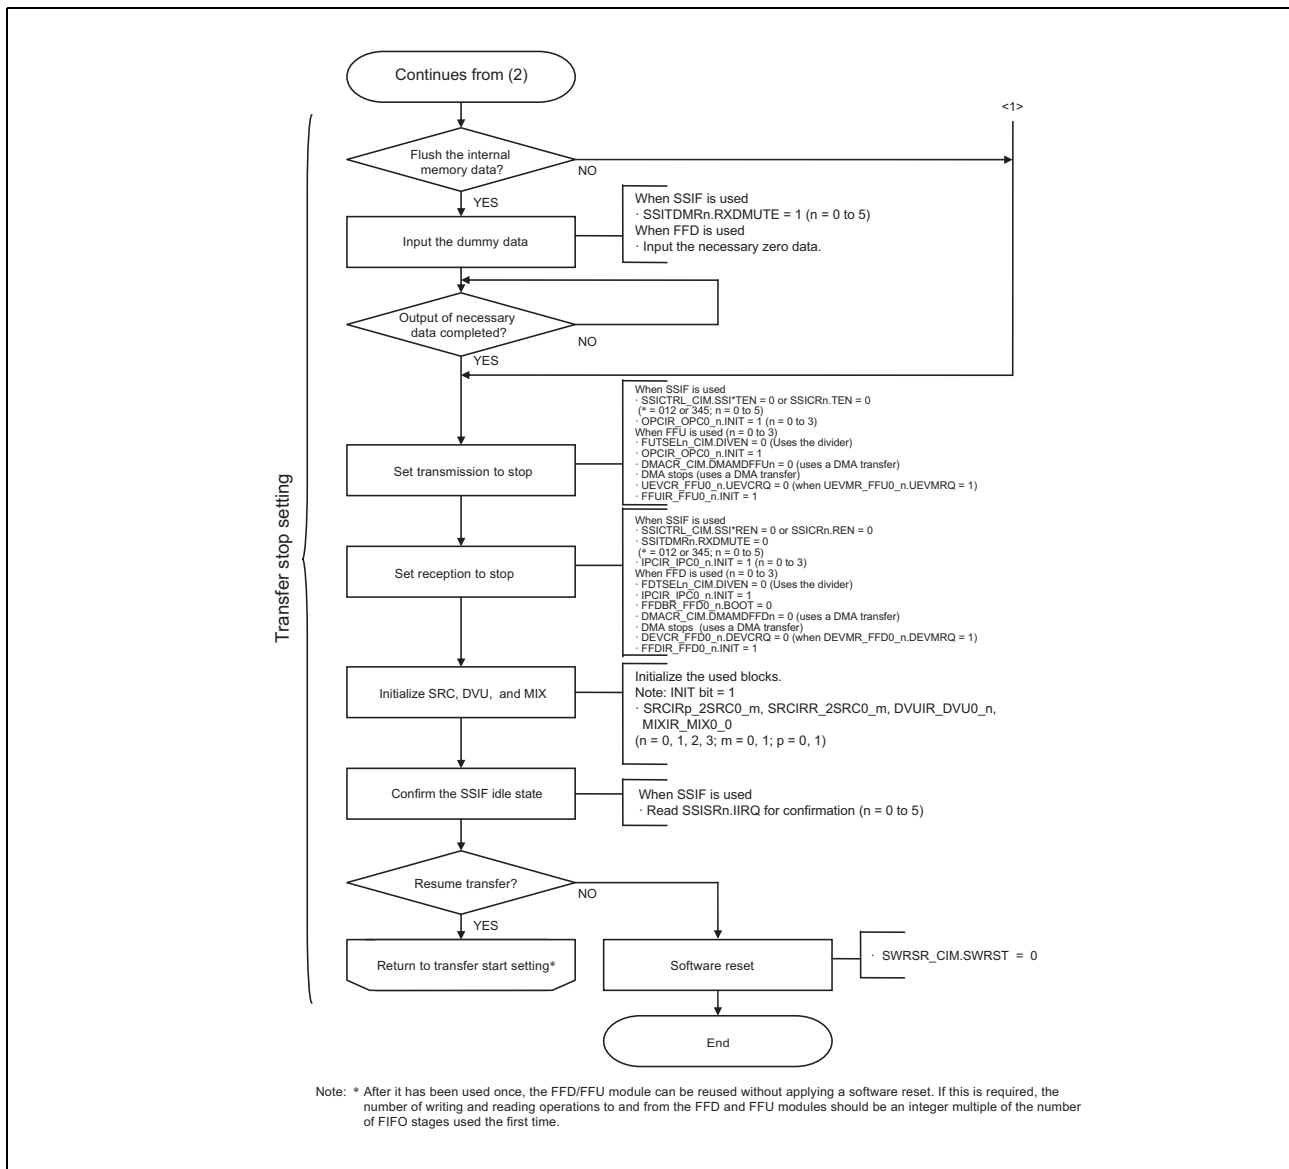 Continues from (2)
<1>
Flush the internal
memory data?
NO
YES
When SSIF is used
· SSITDMRn.RXDMUTE = 1 (n = 0 to 5)
When FFD is used
· Input the necessary zero data.
Input the dummy data
Output of necessary
data completed?
NO
YES
When SSIF is used
· SSICTRL_CIM.SSI*TEN = 0 or SSICRn.TEN = 0
(* = 012 or 345; n = 0 to 5)
· OPCIR_OPC0_n.INIT = 1 (n = 0 to 3)
When FFU is used (n = 0 to 3)
· FUTSELn_CIM.DIVEN = 0 (Uses the divider)
· OPCIR_OPC0_n.INIT = 1
· DMACR_CIM.DMAMDFFUn = 0 (uses a DMA transfer)
· DMA stops (uses a DMA transfer)
· UEVCR_FFU0_n.UEVCRQ = 0 (when UEVMR_FFU0_n.UEVMRQ = 1)
· FFUIR_FFU0_n.INIT = 1
Set transmission to stop
When SSIF is used
· SSICTRL_CIM.SSI*REN = 0 or SSICRn.REN = 0
· SSITDMRn.RXDMUTE = 0
(* = 012 or 345; n = 0 to 5)
· IPCIR_IPC0_n.INIT = 1 (n = 0 to 3)
When FFD is used (n = 0 to 3)
· FDTSELn_CIM.DIVEN = 0 (Uses the divider)
· IPCIR_IPC0_n.INIT = 1
· FFDBR_FFD0_n.BOOT = 0
· DMACR_CIM.DMAMDFFDn = 0 (uses a DMA transfer)
· DMA stops (uses a DMA transfer)
· DEVCR_FFD0_n.DEVCRQ = 0 (when DEVMR_FFD0_n.DEVMRQ = 1)
· FFDIR_FFD0_n.INIT = 1
Set reception to stop
Transfer stop setting
Initialize the used blocks.
Note: INIT bit = 1
· SRCIRp_2SRC0_m, SRCIRR_2SRC0_m, DVUIR_DVU0_n,
MIXIR_MIX0_0
(n = 0, 1, 2, 3; m = 0, 1; p = 0, 1)
Initialize SRC, DVU, and MIX
Confirm the SSIF idle state
When SSIF is used
· Read SSISRn.IIRQ for confirmation (n = 0 to 5)
Resume transfer?
NO
YES
Return to transfer start setting*
Software reset
· SWRSR_CIM.SWRST = 0
End
Note: * After it has been used once, the FFD/FFU module can be reused without applying a software reset. If this is required, the
number of writing and reading operations to and from the FFD and FFU modules should be an integer multiple of the number
of FIFO stages used the first time.